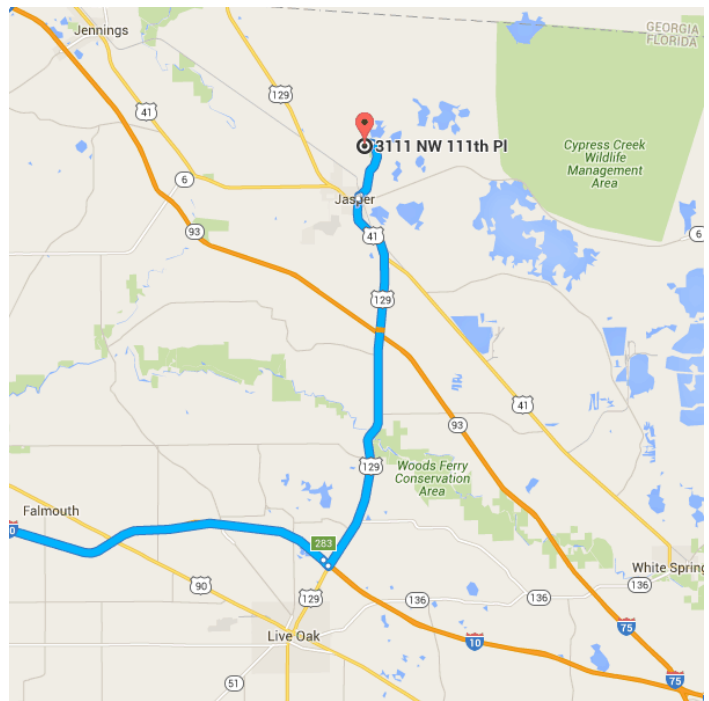 GEORGIA
FLORIDA
Jennings
41
129
3111 NW 111th Pl
Cypress Creek
Wildlife
Management
Area
6
Jasper
93
41
6
129
41
93
129
Woods Ferry
Conservation
Area
Falmouth
283
White Spring
90
129
136
136
136
Live Oak
10
75
51
75